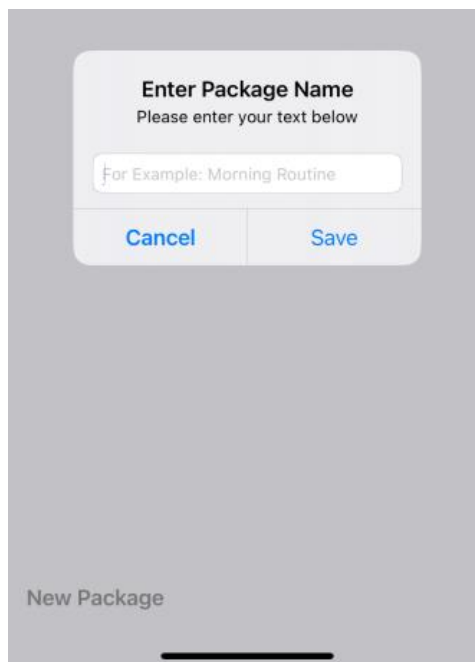 Enter Package Name
Please enter your text below
For Example: Morning Routine
Cancel Save
New Package